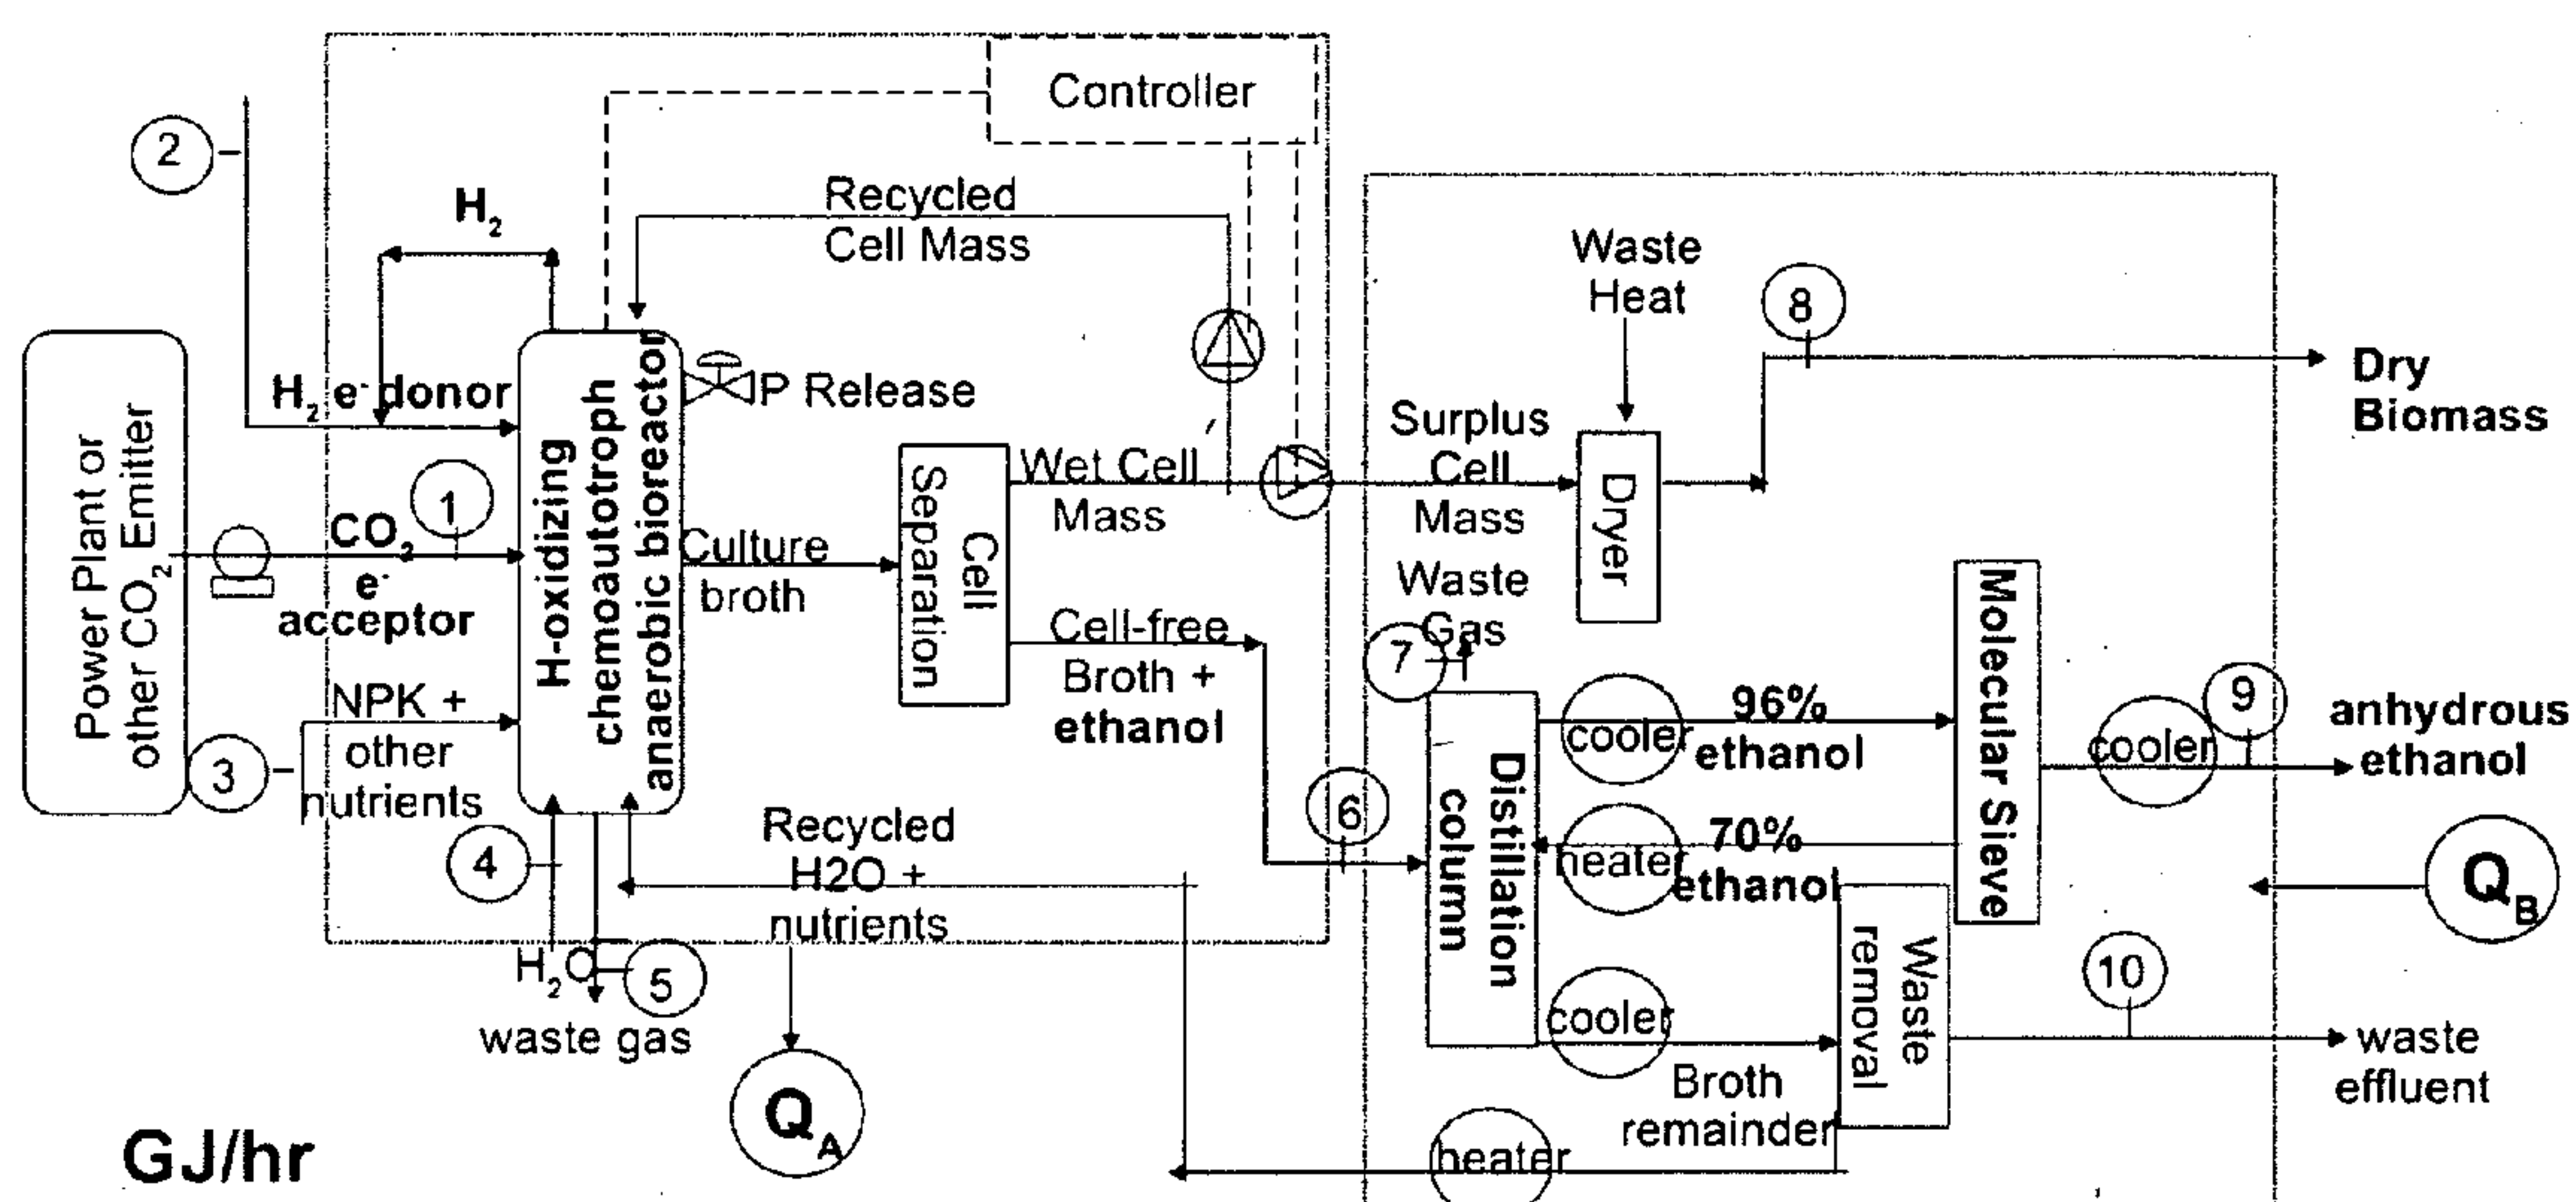 Controller
2
H2
Recycled
Cell Mass
Waste
Heat
8
Dry
Biomass
H2 e- donor
P Release
Power Plant or
other CO2 Emitter
1
CO2
e-
acceptor
H-oxidizing
chemoautotroph
anaerobic bioreactor
Culture
broth
Cell
Separation
Wet Cell
Mass
Surplus
Cell
Mass
Dryer
Waste
Gas
7
Cell-free
Broth +
ethanol
3
NPK +
other
nutrients
4
Recycled
H2O +
nutrients
H2O
5
waste gas
6
Distillation
column
cooler
96%
ethanol
heater
70%
ethanol
Molecular Sieve
cooler
9
anhydrous
ethanol
QB
cooler
Broth
remainder
Waste
removal
10
waste
effluent
QA
heater
GJ/hr